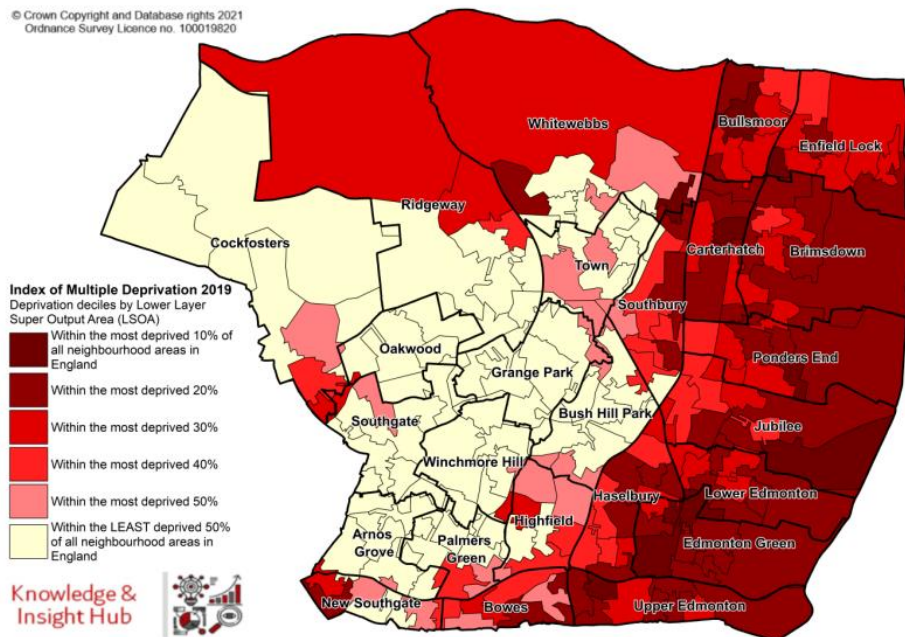 © Crown Copyright and Database rights 2021
Ordnance Survey Licence no. 100019820
Whitewebbs
Bullsmoor
Enfield Lock
Ridgeway
Cockfosters
Town
Carterhatch
Brimsdown
Southbury
Index of Multiple Deprivation 2019
Deprivation deciles by Lower Layer
Super Output Area (LSOA)
Within the most deprived 10% of
all neighbourhood areas in
England
Within the most deprived 20%
Within the most deprived 30%
Within the most deprived 40%
Within the most deprived 50%
Within the LEAST deprived 50%
of all neighbourhood areas in
England
Oakwood
Grange Park
Ponders End
Southgate
Bush Hill Park
Jubilee
Winchmore Hill
Haselbury
Lower Edmonton
Highfield
Arnos
Grove
Palmers
Green
Edmonton Green
New Southgate
Bowes
Upper Edmonton
Knowledge &
Insight Hub